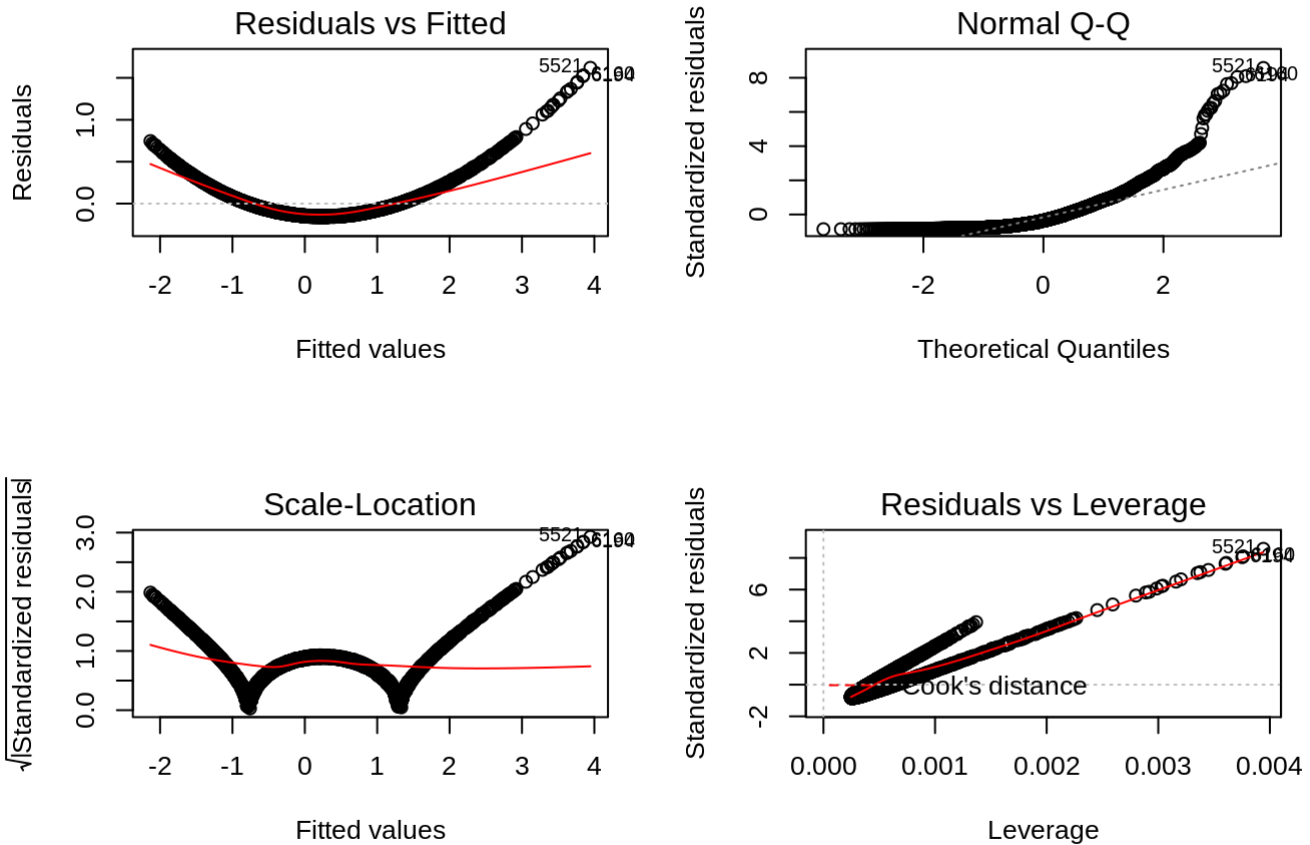 Residuals vs Fitted
Residuals
0.0
1.0
5521
-2 -1 0 1 2 3 4
Fitted values
Normal Q-Q
Standardized residuals
0 4 8
5521
-2 0 2
Theoretical Quantiles
Scale-Location
√|Standardized residuals|
0.0 1.0 2.0 3.0
5521
-2 -1 0 1 2 3 4
Fitted values
Residuals vs Leverage
Standardized residuals
-2 2 6
5521
Cook's distance
0.000 0.001 0.002 0.003 0.004
Leverage